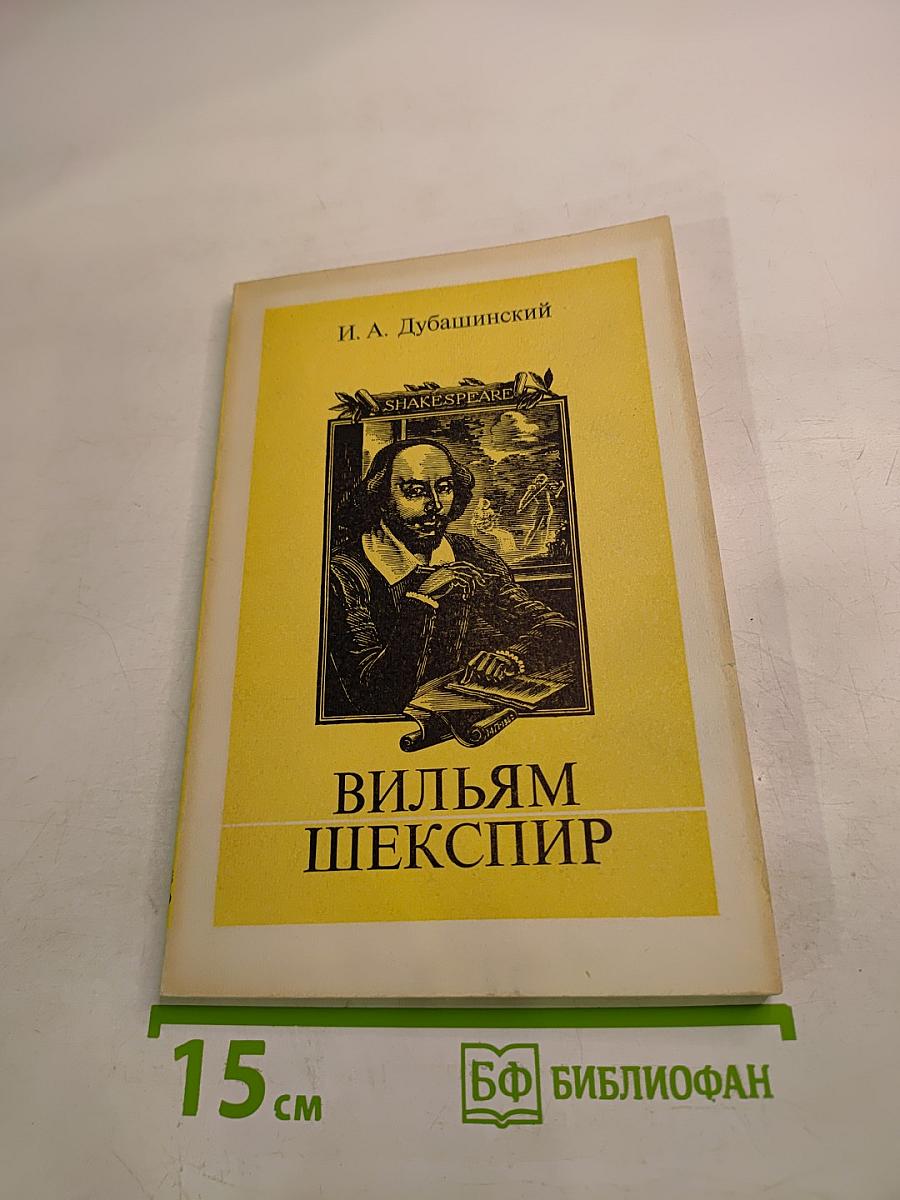 И. А. Дубашинский
SHAKESPEARE
ВИЛЬЯМ
ШЕКСПИР
15 см
БФ БИБЛИОФАН